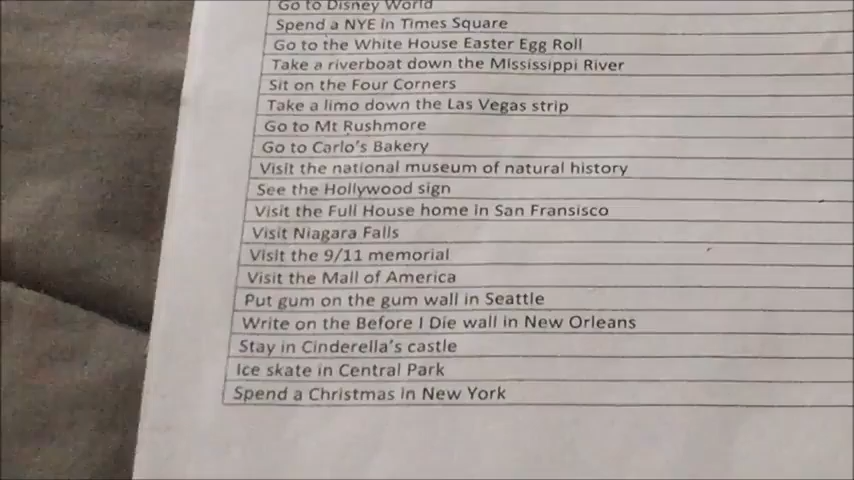 Go to Disney World
Spend a NYE in Times Square
Go to the White House Easter Egg Roll
Take a riverboat down the Mississippi River
Sit on the Four Corners
Take a limo down the Las Vegas strip
Go to Mt Rushmore
Go to Carlo's Bakery
Visit the national museum of natural history
See the Hollywood sign
Visit the Full House home in San Fransisco
Visit Niagara Falls
Visit the 9/11 memorial
Visit the Mall of America
Put gum on the gum wall in Seattle
Write on the Before I Die wall in New Orleans
Stay in Cinderella's castle
Ice skate in Central Park
Spend a Christmas in New York